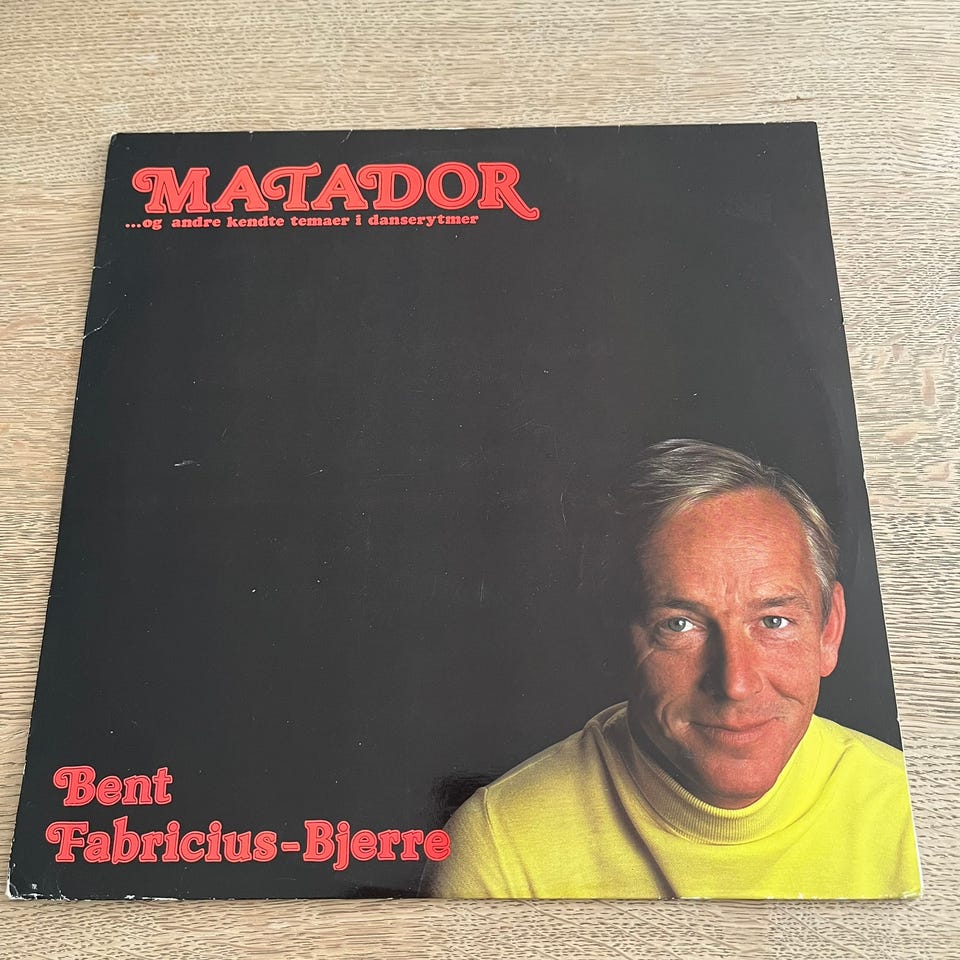 MATADOR
...og andre kendte temaer i danserytmer
Bent
Fabricius-Bjerre